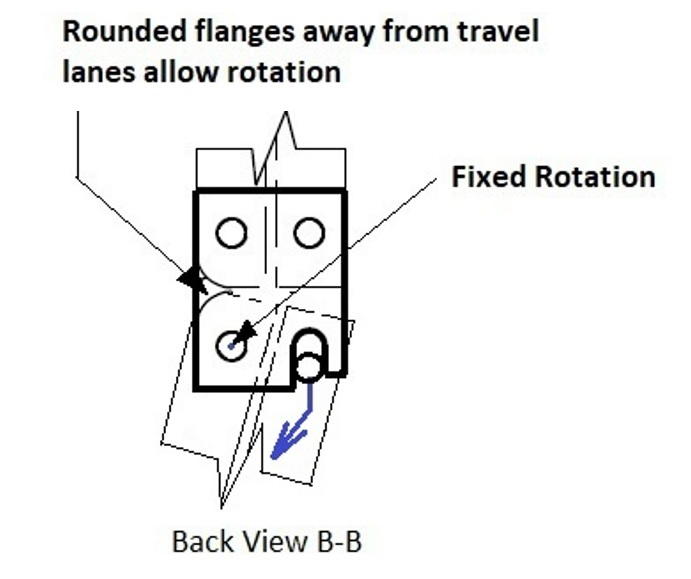 Rounded flanges away from travel
lanes allow rotation
Fixed Rotation
Back View B-B